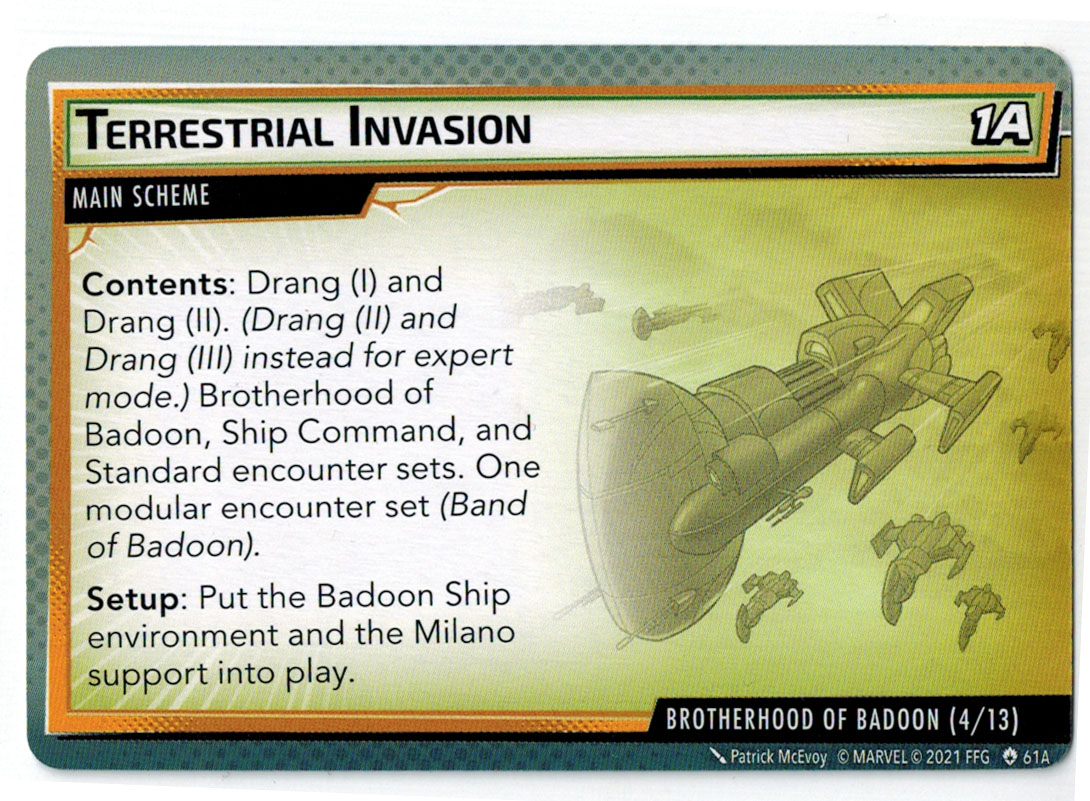 Terrestrial Invasion
1A
MAIN SCHEME
Contents: Drang (I) and
Drang (II). (Drang (II) and
Drang (III) instead for expert
mode.) Brotherhood of
Badoon, Ship Command, and
Standard encounter sets. One
modular encounter set (Band
of Badoon).
Setup: Put the Badoon Ship
environment and the Milano
support into play.
BROTHERHOOD OF BADOON (4/13)
Patrick McEvoy © MARVEL © 2021 FFG 61A